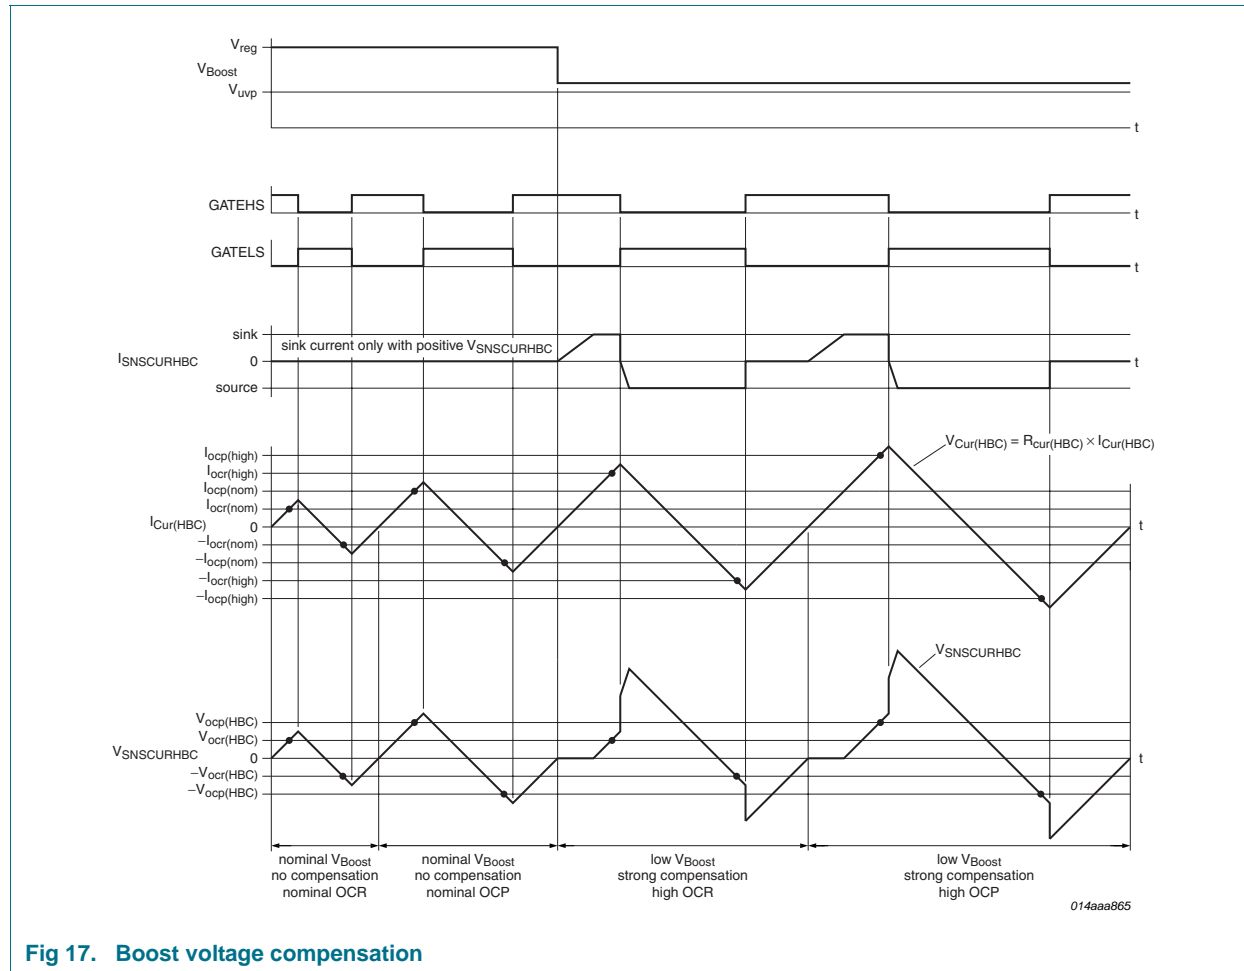 Vreg
VBoost
Vuvp
t
GATEHS
t
GATELS
t
sink
sink current only with positive VSNSCURHBC
ISNSCURHBC
0
t
source
VCur(HBC) = Rcur(HBC) × ICur(HBC)
Iocp(high)
Iocr(high)
Iocp(nom)
Iocr(nom)
ICur(HBC)
0
t
−Iocr(nom)
−Iocp(nom)
−Iocr(high)
−Iocp(high)
VSNSCURHBC
Vocp(HBC)
Vocr(HBC)
VSNSCURHBC
0
t
−Vocr(HBC)
−Vocp(HBC)
nominal VBoost
no compensation
nominal OCR
nominal VBoost
no compensation
nominal OCP
low VBoost
strong compensation
high OCR
low VBoost
strong compensation
high OCP
014aaa865
Fig 17. Boost voltage compensation